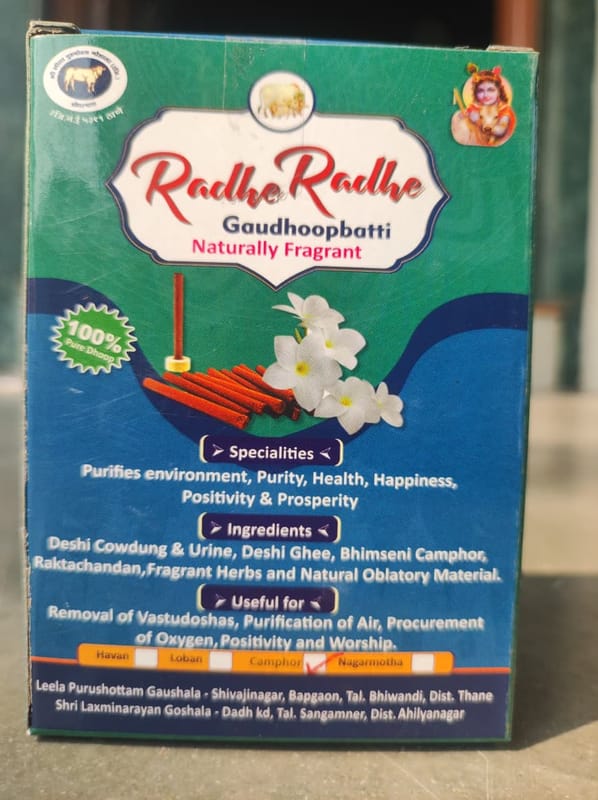 Radhe Radhe
Gaudhoopbatti
Naturally Fragrant
100%
Pure Dhoop
Specialities
Purifies environment, Purity, Health, Happiness,
Positivity & Prosperity
Ingredients
Deshi Cowdung & Urine, Deshi Ghee, Bhimseni Camphor,
Raktachandan,Fragrant Herbs and Natural Oblatory Material.
Useful for
Removal of Vastudoshas, Purification of Air, Procurement
of Oxygen, Positivity and Worship.
Havan Loban Camphor Nagarmotha
Leela Purushottam Gaushala - Shivajinagar, Bapgaon, Tal. Bhiwandi, Dist. Thane
Shri Laxminarayan Goshala - Dadh kd, Tal. Sangamner, Dist. Ahilyanagar